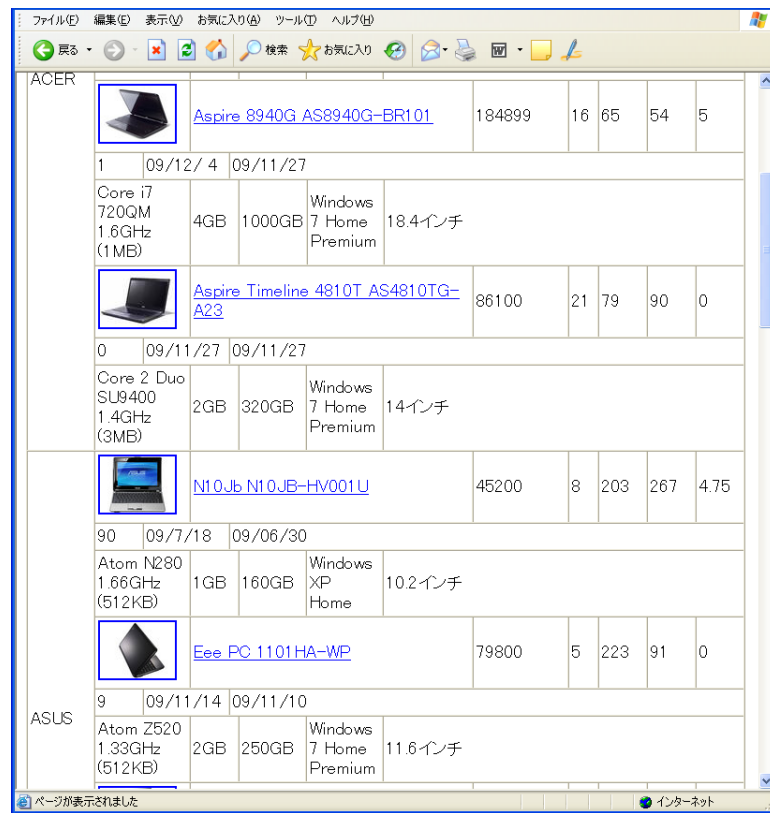 ファイル(F) 編集(E) 表示(V) お気に入り(A) ツール(T) ヘルプ(H)
戻る 検索 お気に入り
ACER
Aspire 8940G AS8940G-BR101 184899 16 65 54 5
1 09/12/ 4 09/11/27
Core i7
720QM
1.6GHz
(1MB)
4GB 1000GB
Windows
7 Home
Premium
18.4インチ
Aspire Timeline 4810T AS4810TG-
A23
86100 21 79 90 0
0 09/11/27 09/11/27
Core 2 Duo
SU9400
1.4GHz
(3MB)
2GB 320GB
Windows
7 Home
Premium
14インチ
ASUS
N10Jb N10JB-HV001U 45200 8 203 267 4.75
90 09/7/18 09/06/30
Atom N280
1.66GHz
(512KB)
1GB 160GB
Windows
XP
Home
10.2インチ
Eee PC 1101HA-WP 79800 5 223 91 0
9 09/11/14 09/11/10
Atom Z520
1.33GHz
(512KB)
2GB 250GB
Windows
7 Home
Premium
11.6インチ
ページが表示されました インターネット